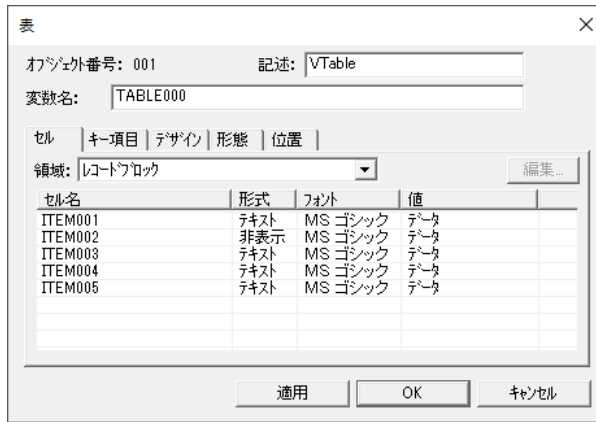 表
ｵﾌﾞｼﾞｪｸﾄ番号: 001 記述: VTable
変数名: TABLE000
セル キー項目 ﾃﾞｻﾞｲﾝ 形態 位置
領域: ﾚｺｰﾄﾞﾌﾞﾛｯｸ 編集...
セル名 形式 ﾌｫﾝﾄ 値
ITEM001 ﾃｷｽﾄ MS ゴシック ﾃﾞｰﾀ
ITEM002 非表示 MS ゴシック ﾃﾞｰﾀ
ITEM003 ﾃｷｽﾄ MS ゴシック ﾃﾞｰﾀ
ITEM004 ﾃｷｽﾄ MS ゴシック ﾃﾞｰﾀ
ITEM005 ﾃｷｽﾄ MS ゴシック ﾃﾞｰﾀ
適用 OK ｷｬﾝｾﾙ